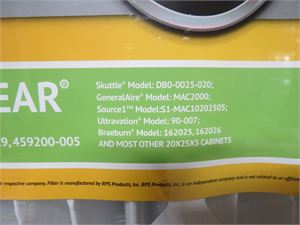 Skuttle® Model: DB0-0025-020;
GeneralAire® Model: MAC2000;
EAR®
Source1™ Model:S1-MAC10202505;
Ultravation® Model: 90-007;
Braeburn® Model: 162025, 162026
9, 459200-005
AND MOST OTHER 20X25X5 CABINETS
ir respective company. Filter is manufactured by RPS Products, Inc. RPS Products, Inc. is an independent company and is not related to or affiliate